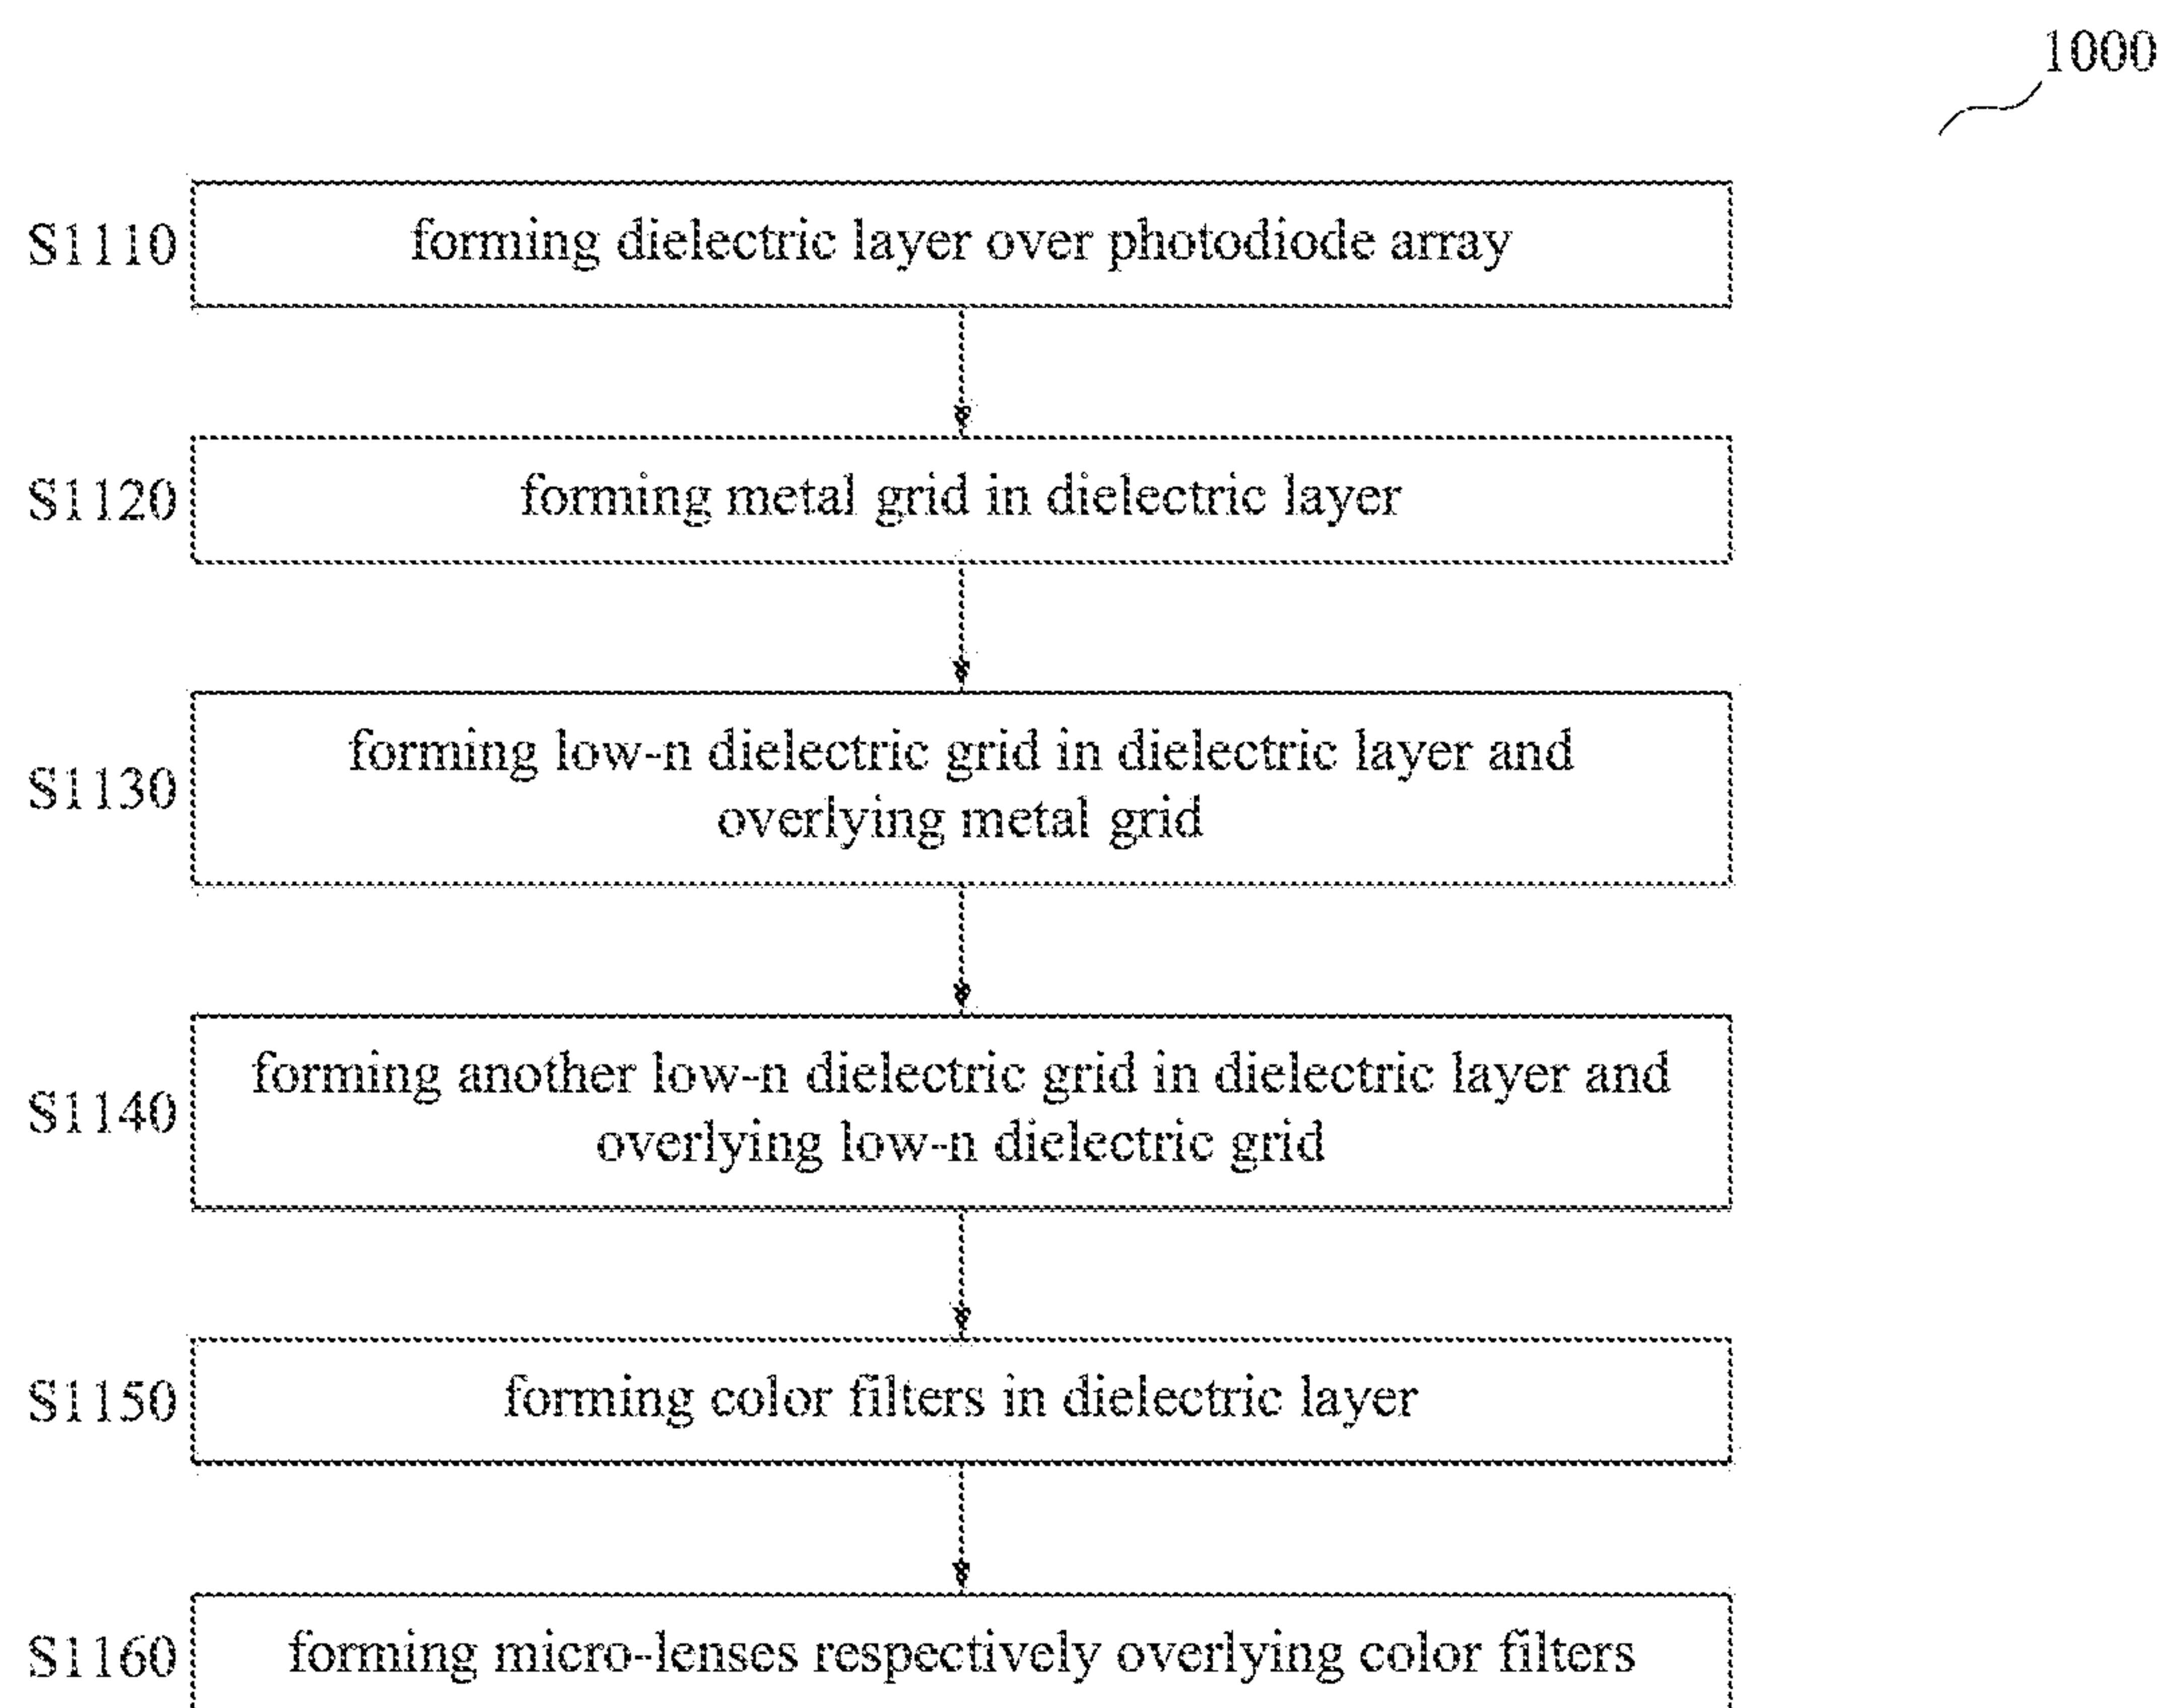 1000
S1110
forming dielectric layer over photodiode array
S1120
forming metal grid in dielectric layer
S1130
forming low-n dielectric grid in dielectric layer and
overlying metal grid
S1140
forming another low-n dielectric grid in dielectric layer and
overlying low-n dielectric grid
S1150
forming color filters in dielectric layer
S1160
forming micro-lenses respectively overlying color filters